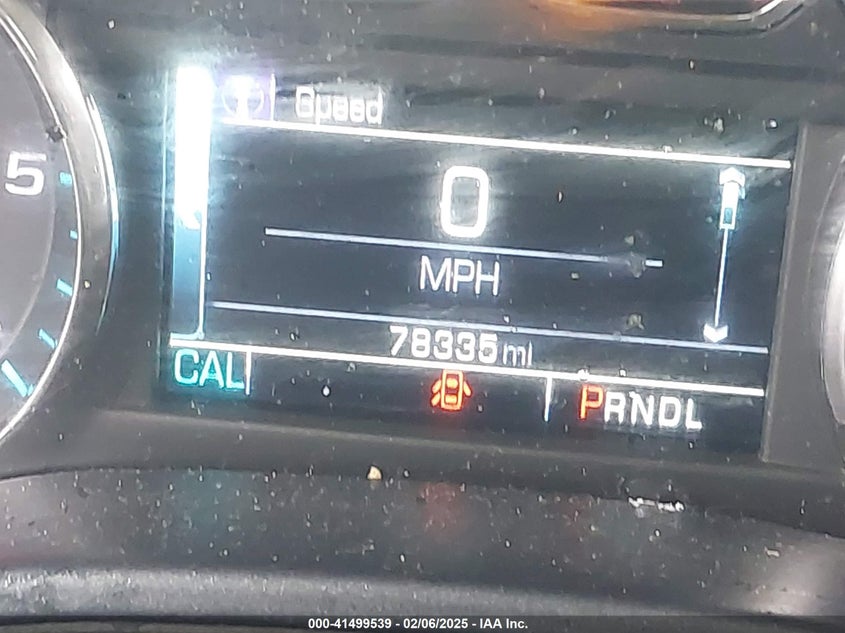 5
Speed
0
MPH
78335 mi
CAL
PRNDL
000-41499539 - 02/06/2025 - IAA Inc.